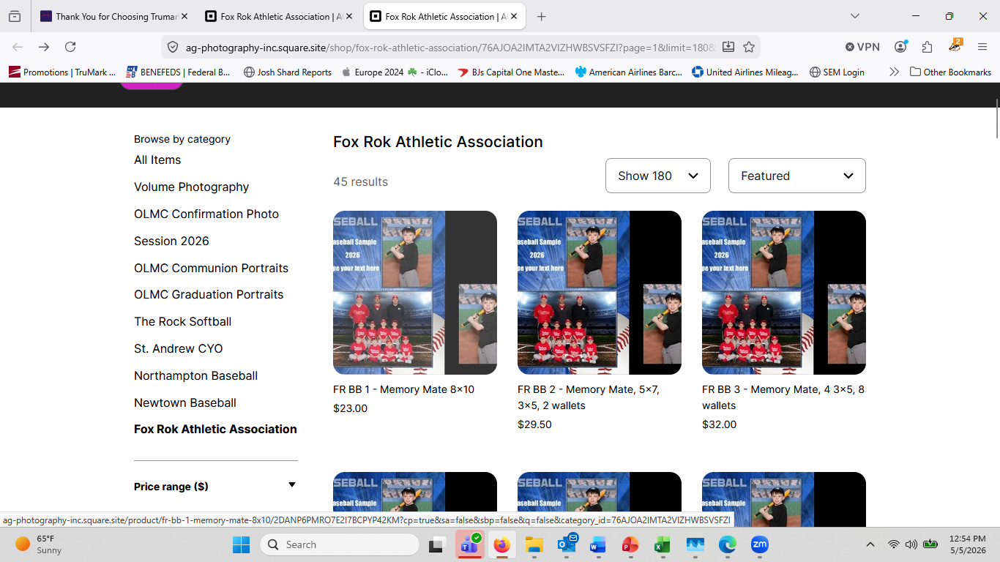 Thank You for Choosing Trumar
Fox Rok Athletic Association | A
Fox Rok Athletic Association | A
ag-photography-inc.square.site/shop/fox-rok-athletic-association/76AJOA2IMTA2VIZHWBSVSFZI?page=1&limit=180&
VPN
2
Promotions | TruMark ...
BENEFEDS | Federal B...
Josh Shard Reports
Europe 2024 ☘ - iClo...
BJs Capital One Maste...
American Airlines Barc...
United Airlines Mileag...
SEM Login
Other Bookmarks
Browse by category
All Items
Volume Photography
OLMC Confirmation Photo
Session 2026
OLMC Communion Portraits
OLMC Graduation Portraits
The Rock Softball
St. Andrew CYO
Northampton Baseball
Newtown Baseball
Fox Rok Athletic Association
Price range ($)
Fox Rok Athletic Association
45 results
Show 180
Featured
SEBALL
aseball Sample
2026
pe your text here
SEBALL
aseball Sample
2026
pe your text here
SEBALL
aseball Sample
2026
pe your text here
FR BB 1 - Memory Mate 8×10
$23.00
FR BB 2 - Memory Mate, 5×7,
3×5, 2 wallets
$29.50
FR BB 3 - Memory Mate, 4 3×5, 8
wallets
$32.00
SEBALL
aseball Sample
SEBALL
aseball Sample
SEBALL
aseball Sample
ag-photography-inc.square.site/product/fr-bb-1-memory-mate-8x10/2DANP6PMRO7E2I7BCPYP42KM?cp=true&sa=false&sbp=false&q=false&category_id=76AJOA2IMTA2VIZHWBSVSFZI
65°F
Sunny
Search
zm
12:54 PM
5/5/2026